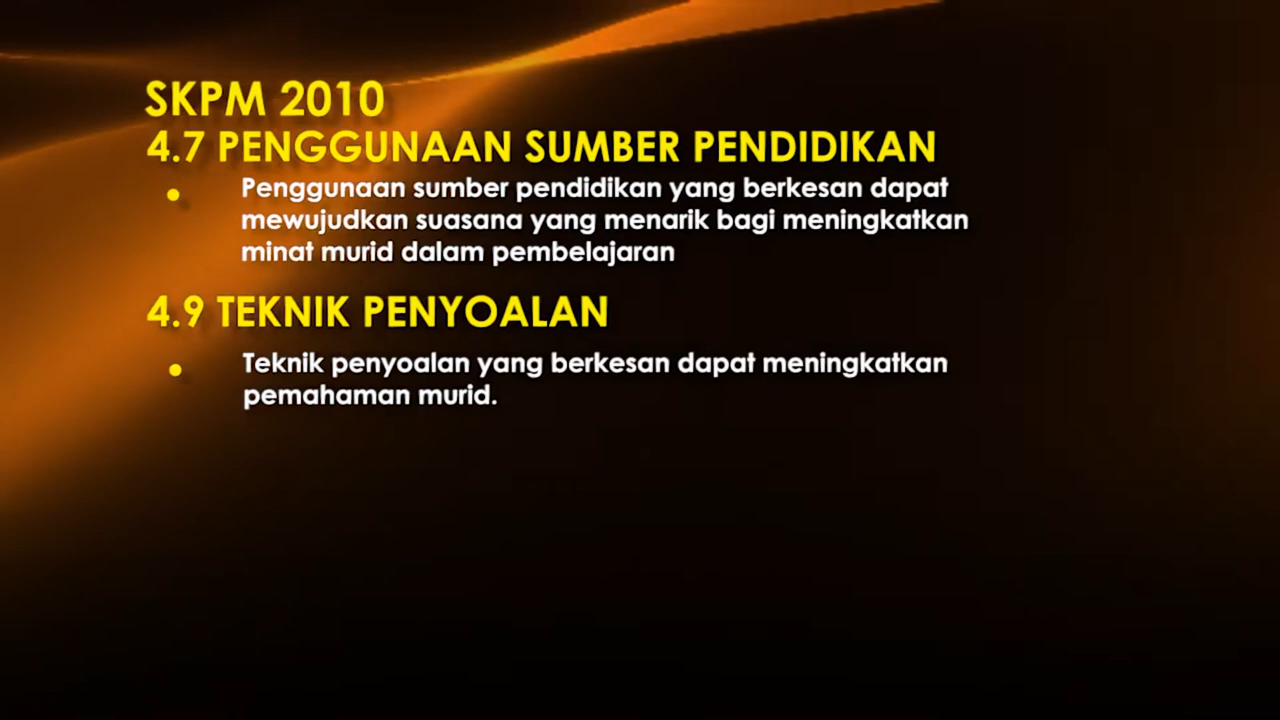 SKPM 2010
4.7 PENGGUNAAN SUMBER PENDIDIKAN
• Penggunaan sumber pendidikan yang berkesan dapat
mewujudkan suasana yang menarik bagi meningkatkan
minat murid dalam pembelajaran
4.9 TEKNIK PENYOALAN
• Teknik penyoalan yang berkesan dapat meningkatkan
pemahaman murid.